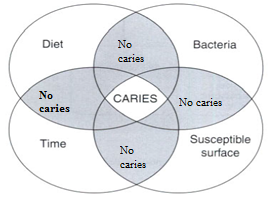 Diet
No
caries
Bacteria
No
caries
CARIES
No caries
Time
No
caries
Susceptible
surface